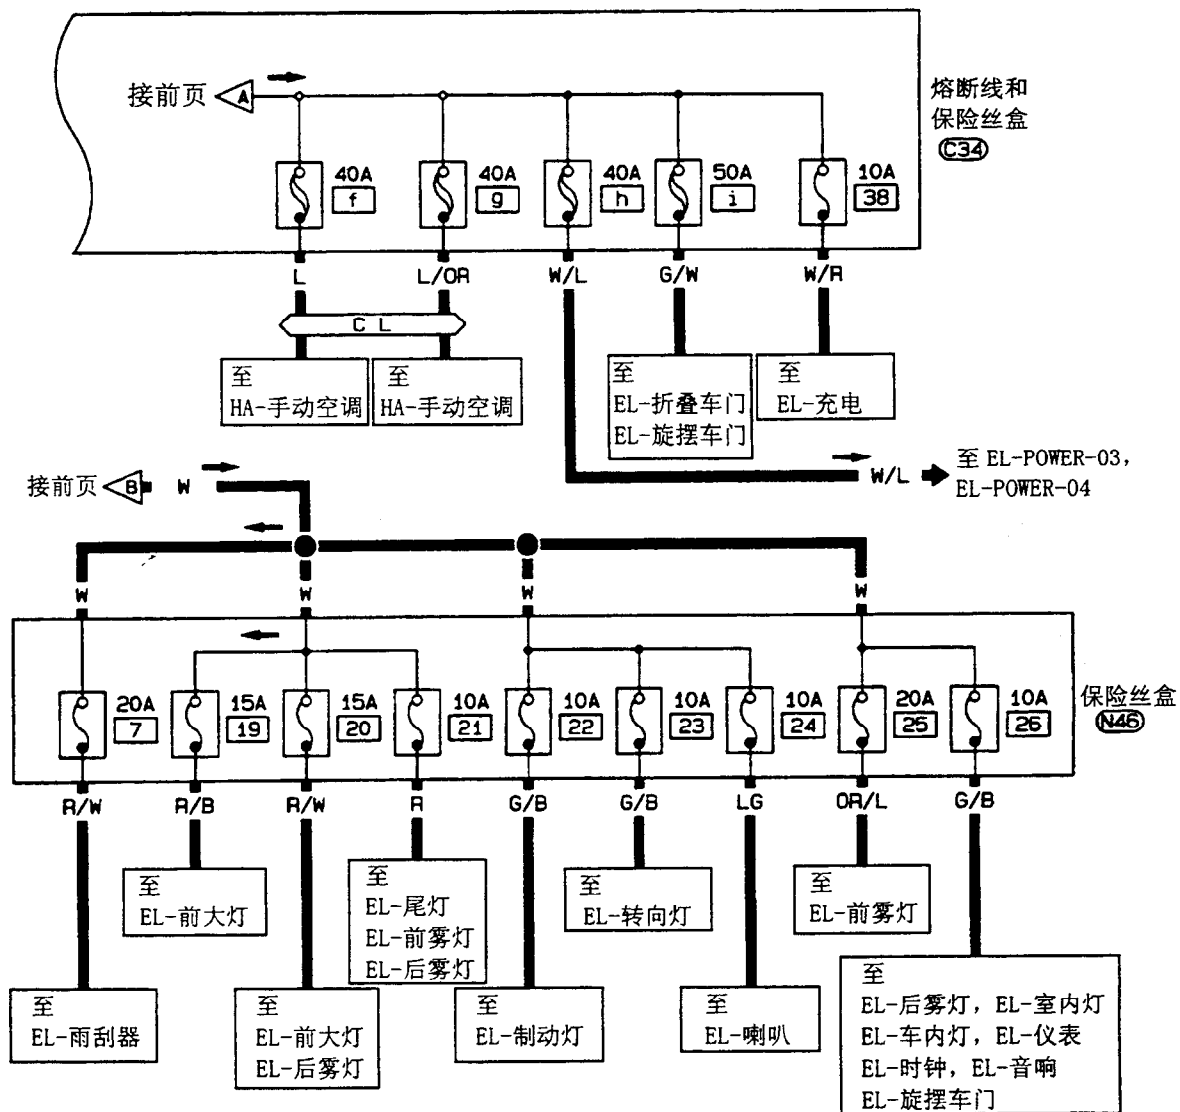 接前页 A
熔断线和
保险丝盒
C34
40A
f
40A
g
40A
h
50A
i
10A
38
L
L/OR
W/L
G/W
W/R
C L
至
HA-手动空调
至
HA-手动空调
至
EL-折叠车门
EL-旋摆车门
至
EL-充电
接前页 B W
W/L
至 EL-POWER-03,
EL-POWER-04
W
W
W
W
20A
7
15A
19
15A
20
10A
21
10A
22
10A
23
10A
24
20A
25
10A
26
保险丝盒
N46
R/W
R/B
R/W
R
G/B
G/B
LG
OR/L
G/B
至
EL-前大灯
至
EL-尾灯
EL-前雾灯
EL-后雾灯
至
EL-转向灯
至
EL-前雾灯
至
EL-雨刮器
至
EL-前大灯
EL-后雾灯
至
EL-制动灯
至
EL-喇叭
至
EL-后雾灯，EL-室内灯
EL-车内灯，EL-仪表
EL-时钟，EL-音响
EL-旋摆车门